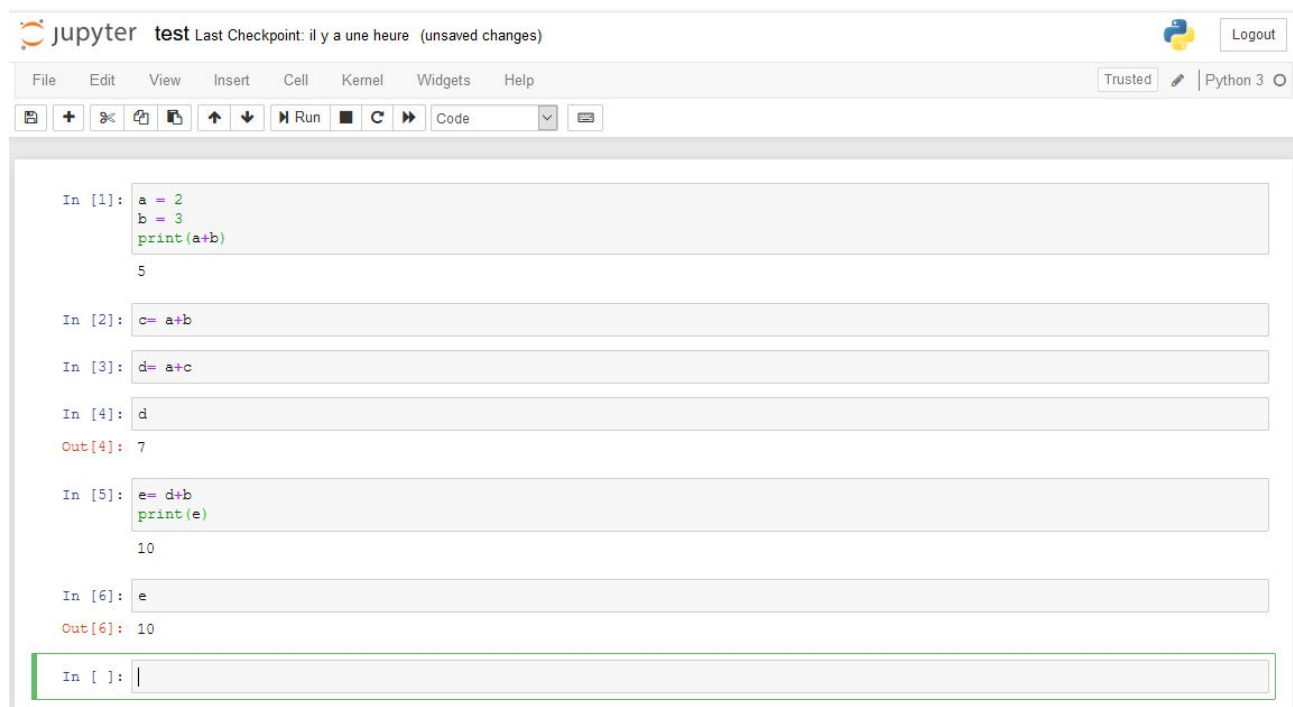 jupyter test Last Checkpoint: il y a une heure (unsaved changes)
Logout
File Edit View Insert Cell Kernel Widgets Help
Trusted Python 3
Run Code
In [1]: a = 2
b = 3
print(a+b)
5
In [2]: c= a+b
In [3]: d= a+c
In [4]: d
Out[4]: 7
In [5]: e= d+b
print(e)
10
In [6]: e
Out[6]: 10
In [ ]: